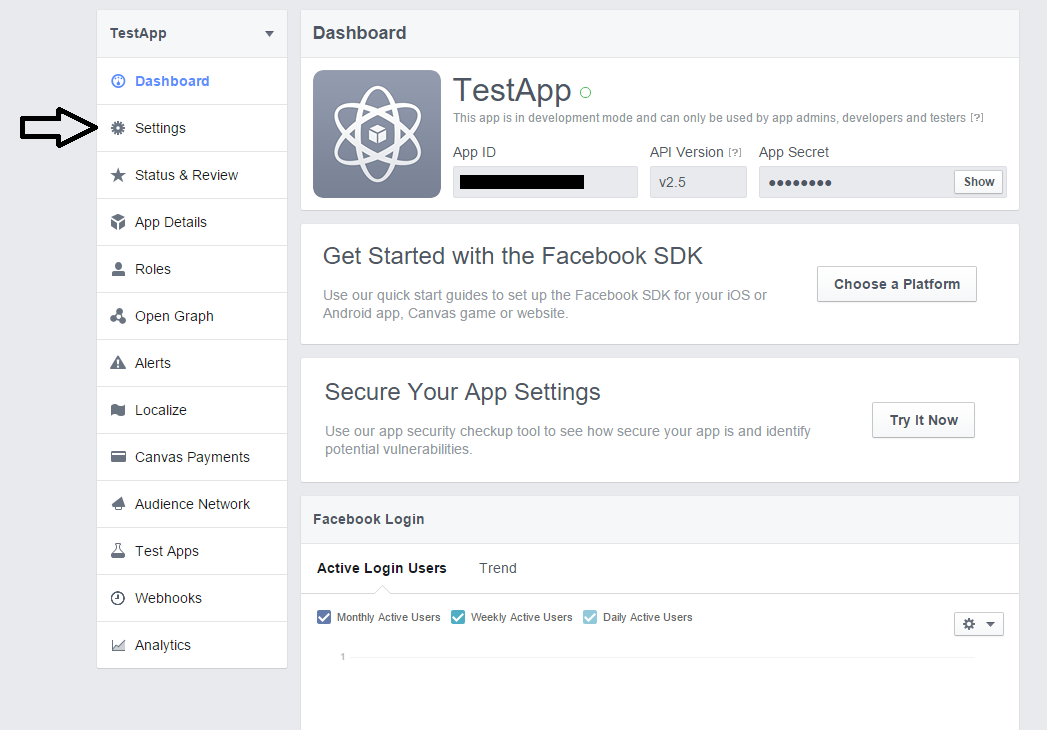 TestApp
Dashboard
Settings
Status & Review
App Details
Roles
Open Graph
Alerts
Localize
Canvas Payments
Audience Network
Test Apps
Webhooks
Analytics
Dashboard
TestApp
This app is in development mode and can only be used by app admins, developers and testers [?]
App ID
API Version [?]
v2.5
App Secret
●●●●●●●●
Show
Get Started with the Facebook SDK
Use our quick start guides to set up the Facebook SDK for your iOS or
Android app, Canvas game or website.
Choose a Platform
Secure Your App Settings
Use our app security checkup tool to see how secure your app is and identify
potential vulnerabilities.
Try It Now
Facebook Login
Active Login Users
Trend
Monthly Active Users
Weekly Active Users
Daily Active Users
1